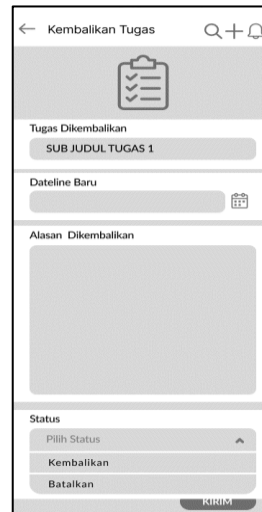 Kembalikan Tugas
Tugas Dikembalikan
SUB JUDUL TUGAS 1
Dateline Baru
Alasan Dikembalikan
Status
Pilih Status
Kembalikan
Batalkan
KIRIM